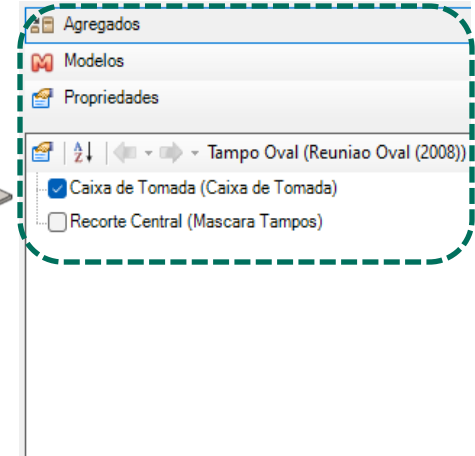 Agregados
Modelos
Propriedades
Tampo Oval (Reuniao Oval (2008))
Caixa de Tomada (Caixa de Tomada)
Recorte Central (Mascara Tampos)